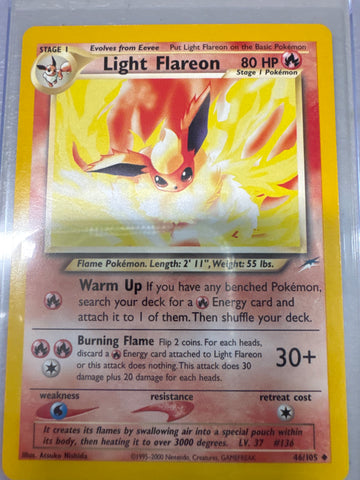 STAGE 1
Evolves from Eevee Put Light Flareon on the Basic Pokémon
Light Flareon 80 HP
Stage 1 Pokémon
Flame Pokémon. Length: 2' 11", Weight: 55 lbs.
Warm Up If you have any benched Pokémon,
search your deck for a Energy card and
attach it to 1 of them. Then shuffle your deck.
Burning Flame Flip 2 coins. For each heads,
discard a Energy card attached to Light Flareon
or this attack does nothing. This attack does 30
damage plus 20 damage for each heads.
30+
weakness resistance retreat cost
It creates its flames by swallowing air into a special pouch within
its body, then heating it to over 3000 degrees. LV. 37 #136
Illus. Atsuko Nishida ©1995-2000 Nintendo, Creatures, GAMEFREAK. 46/105